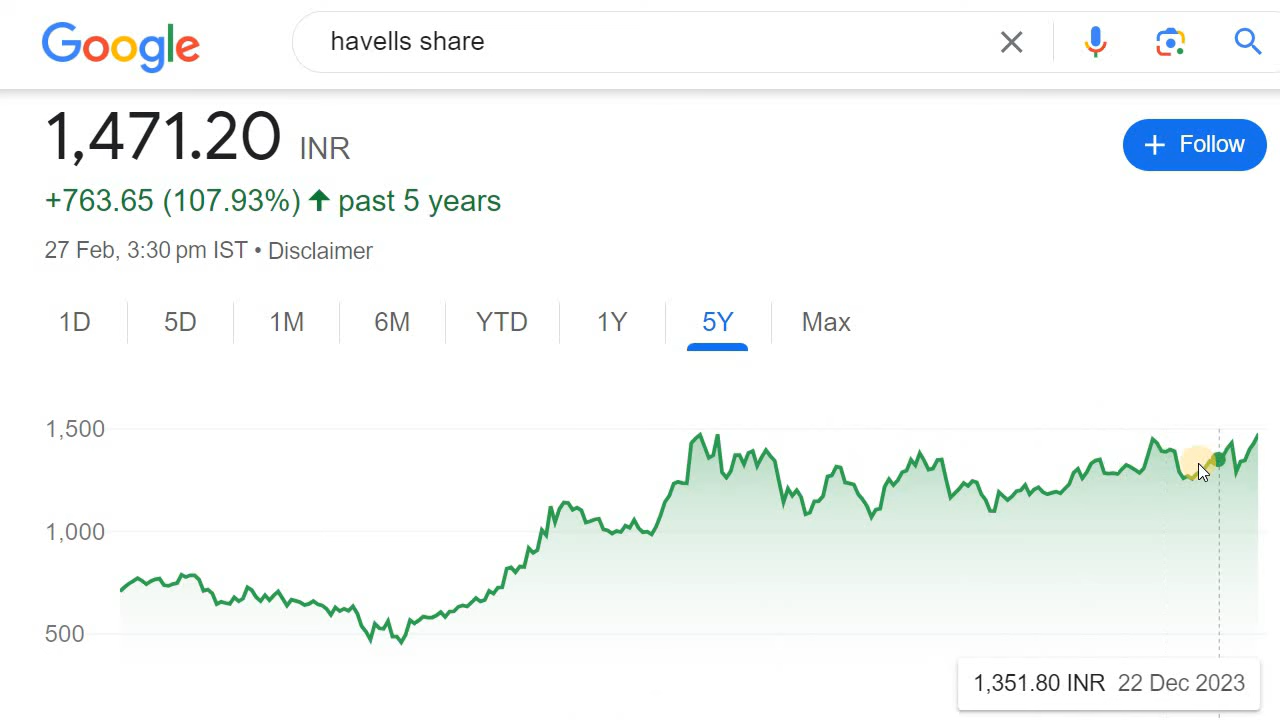 Google
havells share
1,471.20 INR
+ Follow
+763.65 (107.93%) ↑ past 5 years
27 Feb, 3:30 pm IST • Disclaimer
1D 5D 1M 6M YTD 1Y 5Y Max
1,500
1,000
500
1,351.80 INR 22 Dec 2023